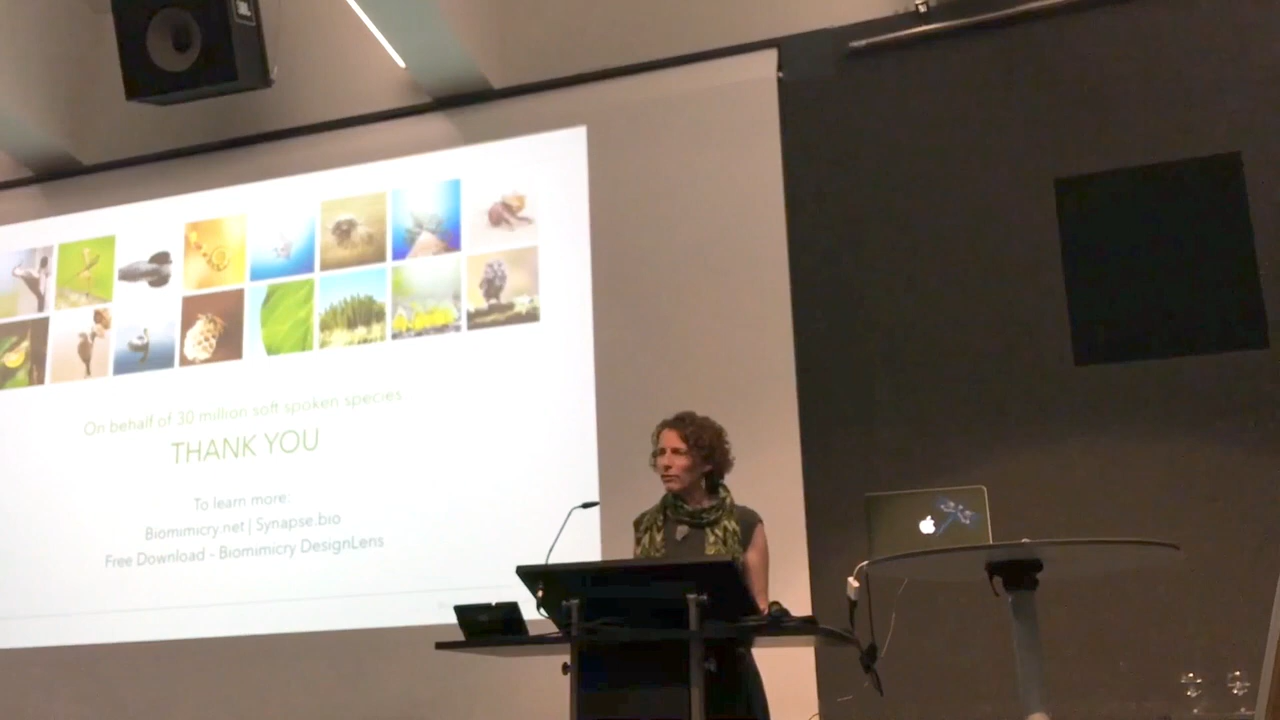 JBL
On behalf of 30 million soft spoken species
THANK YOU
To learn more:
Biomimicry.net | Synapse.bio
Free Download - Biomimicry DesignLens